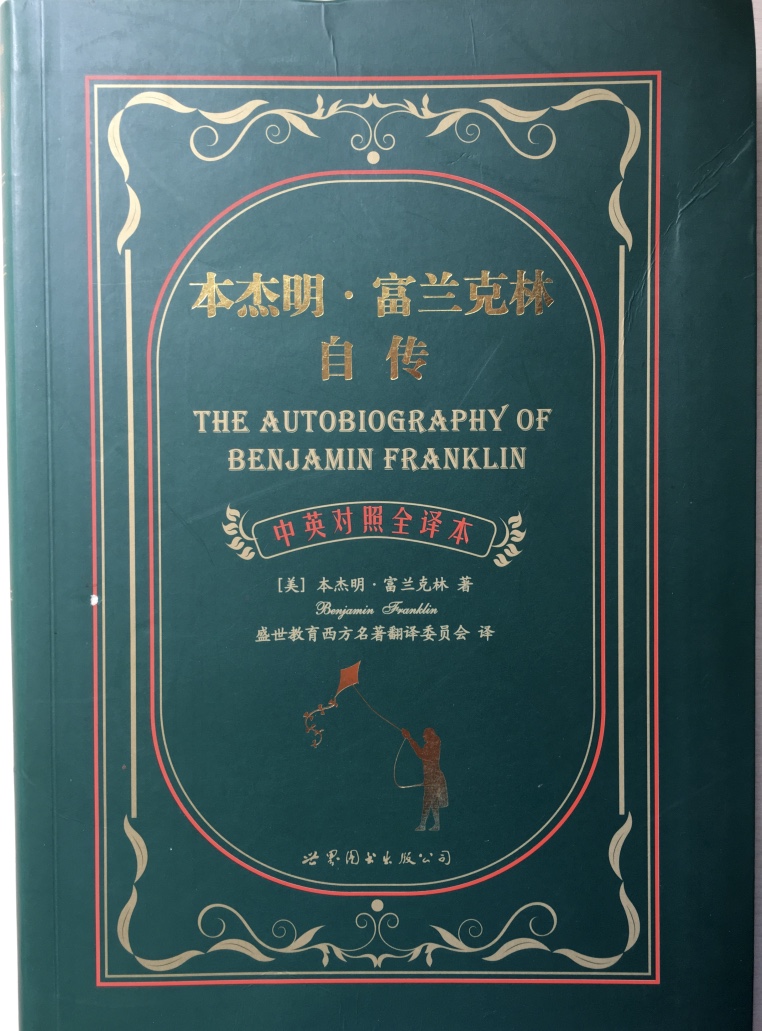 本杰明·富兰克林
自传
THE AUTOBIOGRAPHY OF
BENJAMIN FRANKLIN
中英对照全译本
[美] 本杰明·富兰克林 著
Benjamin Franklin
盛世教育西方名著翻译委员会 译
世界图书出版公司